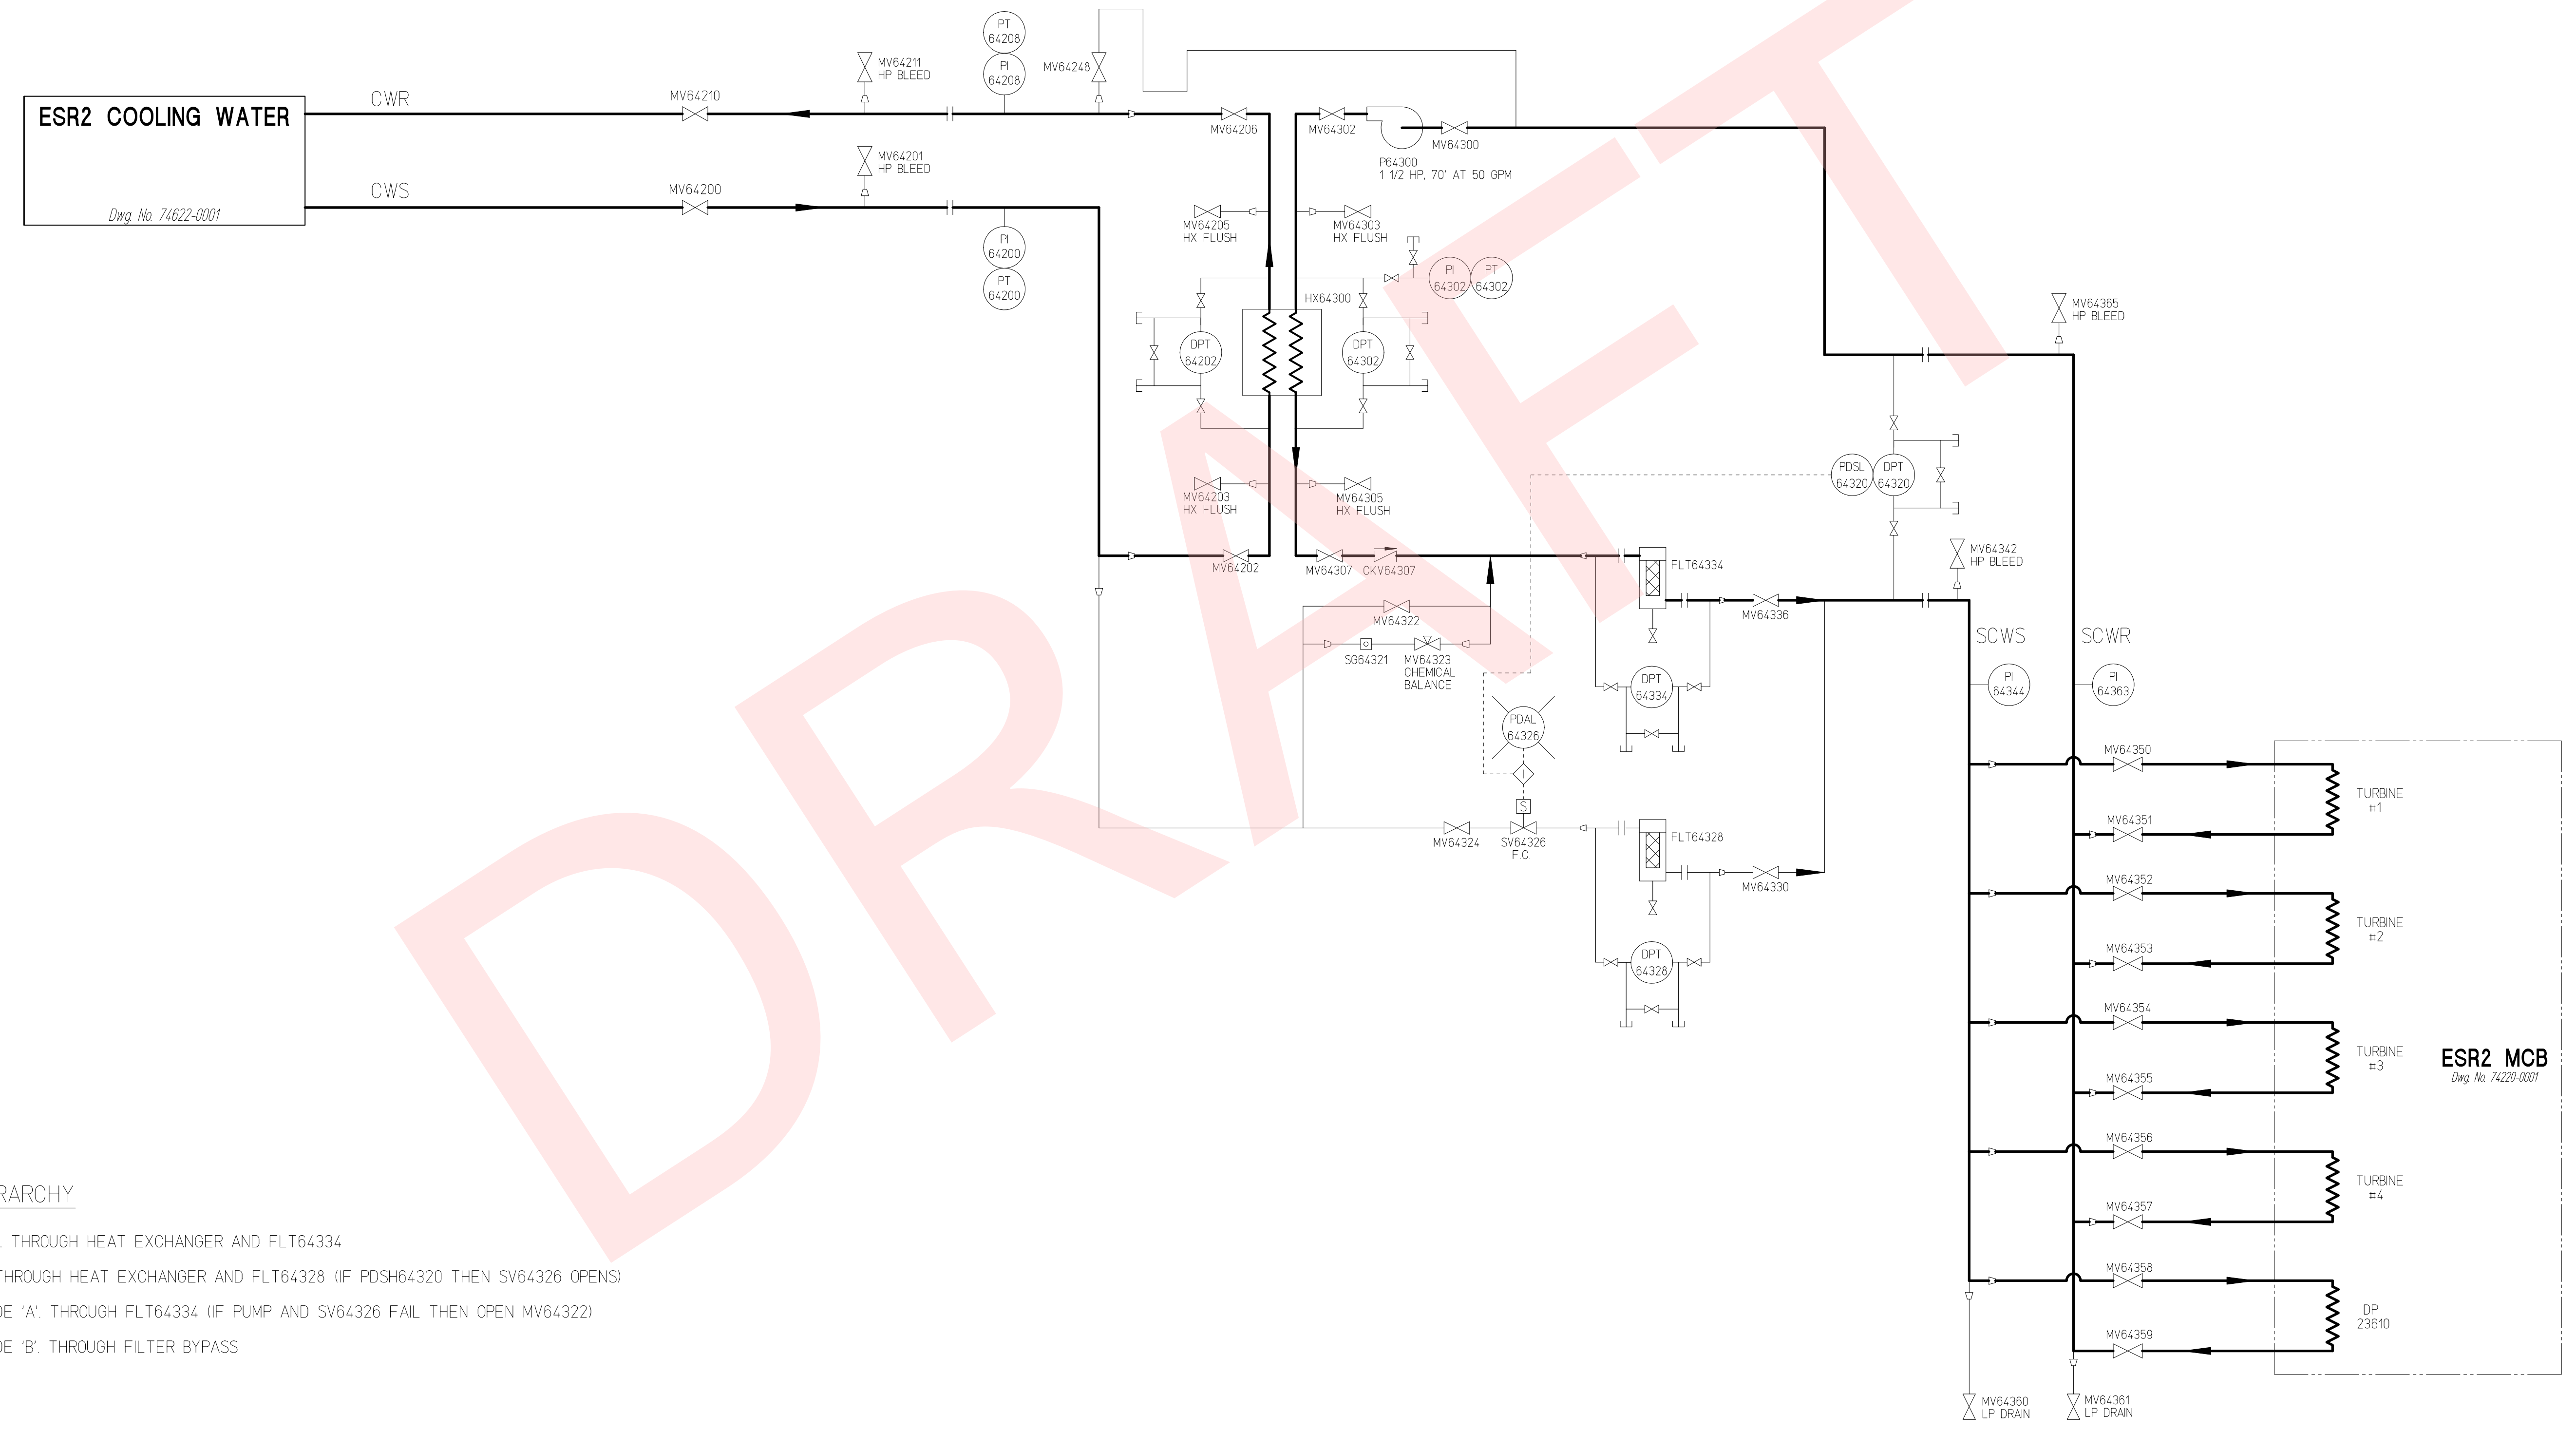 PT
64208
PI
64208
MV64211
HP BLEED
MV64248
CWR
MV64210
ESR2 COOLING WATER
Dwg. No. 74622-0001
MV64206
MV64302
MV64300
P64300
1 1/2 HP, 70' AT 50 GPM
MV64201
HP BLEED
CWS
MV64200
PI
64200
PT
64200
MV64205
HX FLUSH
MV64303
HX FLUSH
PI
64302
PT
64302
HX64300
DPT
64202
DPT
64302
MV64365
HP BLEED
MV64203
HX FLUSH
MV64305
HX FLUSH
PDSL
64320
DPT
64320
MV64202
MV64307
CKV64307
FLT64334
MV64342
HP BLEED
MV64336
MV64322
SG64321
MV64323
CHEMICAL
BALANCE
DPT
64334
SCWS
SCWR
PI
64344
PI
64363
PDAL
64326
I
S
MV64324
SV64326
F.C.
FLT64328
MV64330
DPT
64328
MV64350
TURBINE
#1
MV64351
MV64352
TURBINE
#2
MV64353
MV64354
TURBINE
#3
MV64355
ESR2 MCB
Dwg. No. 74220-0001
MV64356
TURBINE
#4
MV64357
MV64358
DP
23610
MV64359
MV64360
LP DRAIN
MV64361
LP DRAIN
RARCHY
. THROUGH HEAT EXCHANGER AND FLT64334
THROUGH HEAT EXCHANGER AND FLT64328 (IF PDSH64320 THEN SV64326 OPENS)
DE 'A'. THROUGH FLT64334 (IF PUMP AND SV64326 FAIL THEN OPEN MV64322)
DE 'B'. THROUGH FILTER BYPASS
DRAFT